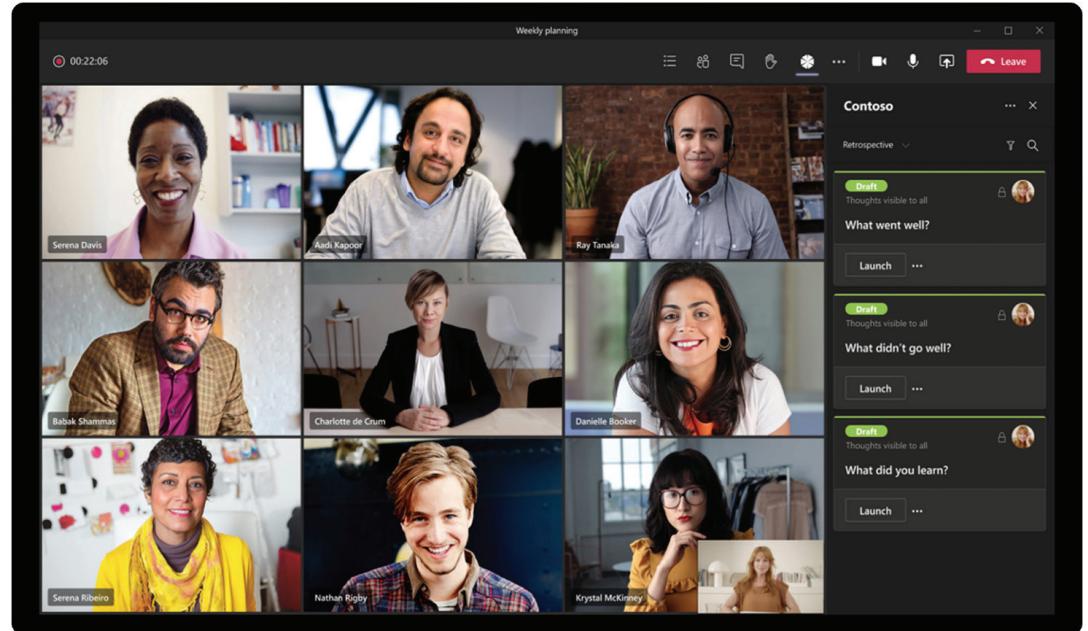 Weekly planning
00:22:06
Leave
Serena Davis
Aadi Kapoor
Ray Tanaka
Babak Shammas
Charlotte de Crum
Danielle Booker
Serena Ribeiro
Nathan Rigby
Krystal McKinney
Contoso
Retrospective
Draft
Thoughts visible to all
What went well?
Launch
Draft
Thoughts visible to all
What didn't go well?
Launch
Draft
Thoughts visible to all
What did you learn?
Launch